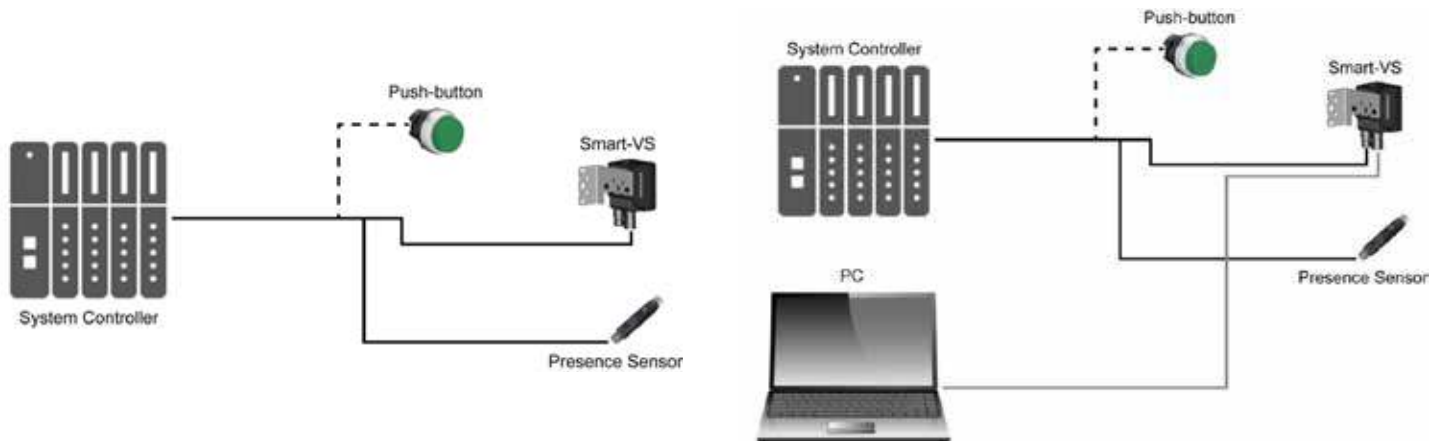 Push-button
Smart-VS
System Controller
Presence Sensor
Push-button
System Controller
Smart-VS
Presence Sensor
PC